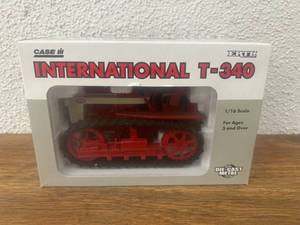 CASE IH
ERTL
INTERNATIONAL T-340
1/16 Scale
For Ages
3 and Over
DIE-CAST
METAL